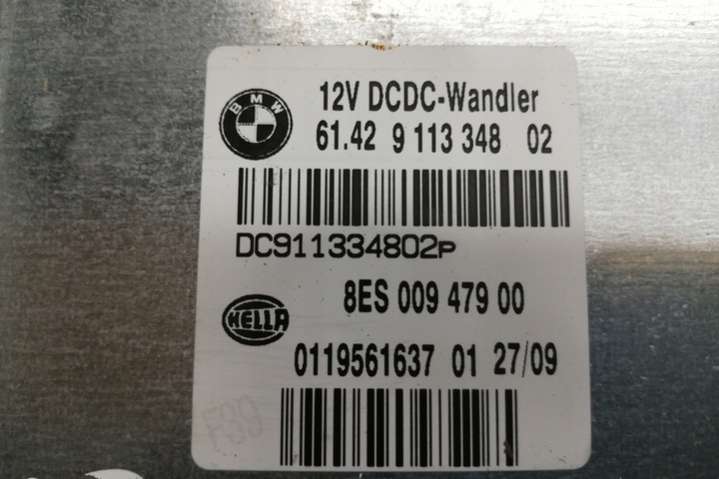 BMW
12V DCDC-Wandler
61.42 9 113 348 02
DC911334802P
8ES 009 479 00
HELLA
0119561637 01 27/09